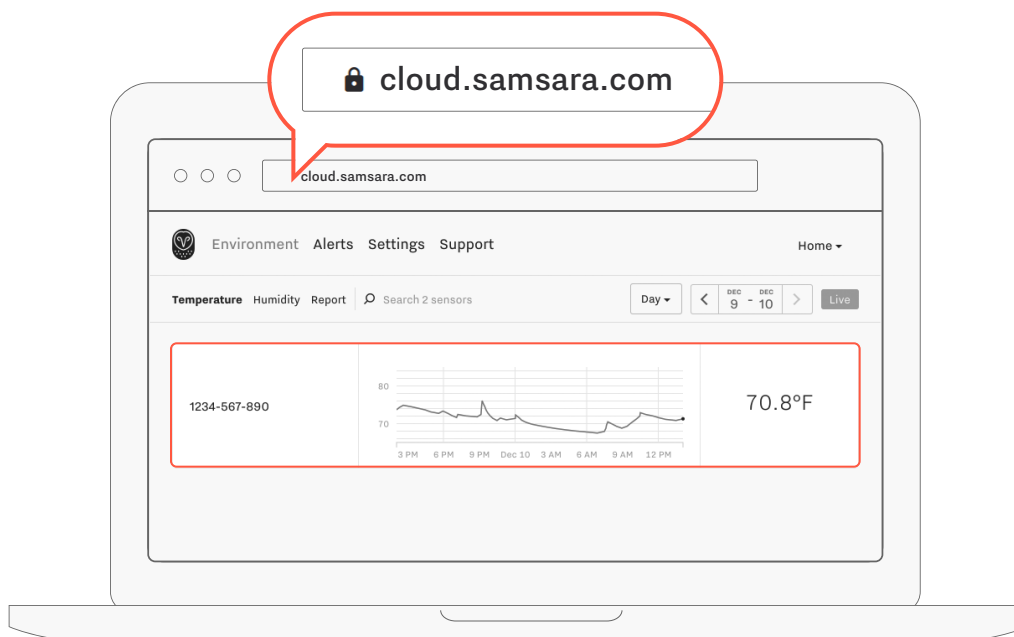 cloud.samsara.com
cloud.samsara.com
Environment Alerts Settings Support Home
Temperature Humidity Report Search 2 sensors Day DEC 9 - DEC 10 Live
80
1234-567-890 70.8°F
70
3 PM 6 PM 9 PM Dec 10 3 AM 6 AM 9 AM 12 PM